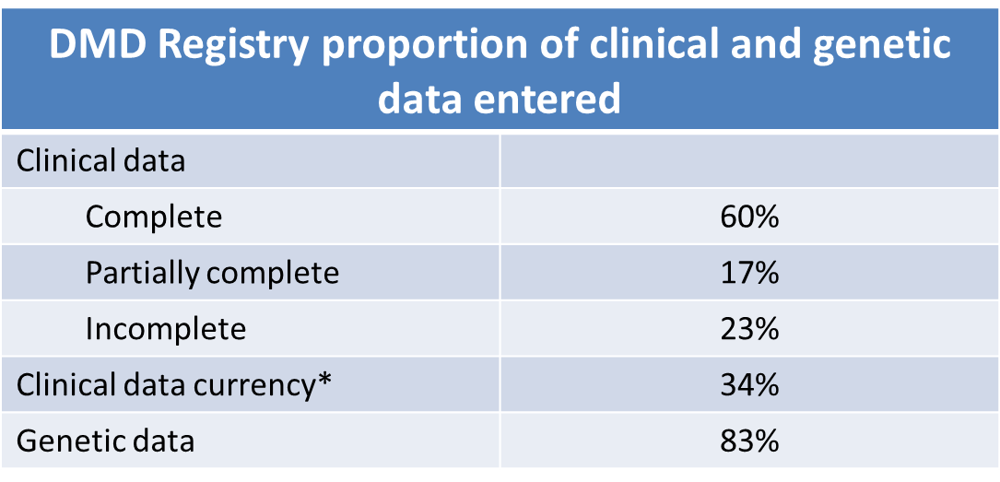 DMD Registry proportion of clinical and genetic
data entered
Clinical data
Complete 60%
Partially complete 17%
Incomplete 23%
Clinical data currency* 34%
Genetic data 83%